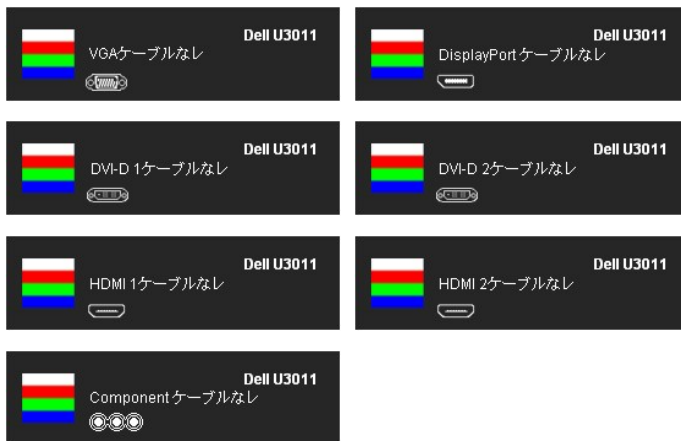 Dell U3011
VGAケーブルなし
Dell U3011
DisplayPort ケーブルなし
Dell U3011
DVI-D 1ケーブルなし
Dell U3011
DVI-D 2ケーブルなし
Dell U3011
HDMI 1ケーブルなし
Dell U3011
HDMI 2ケーブルなし
Dell U3011
Component ケーブルなし